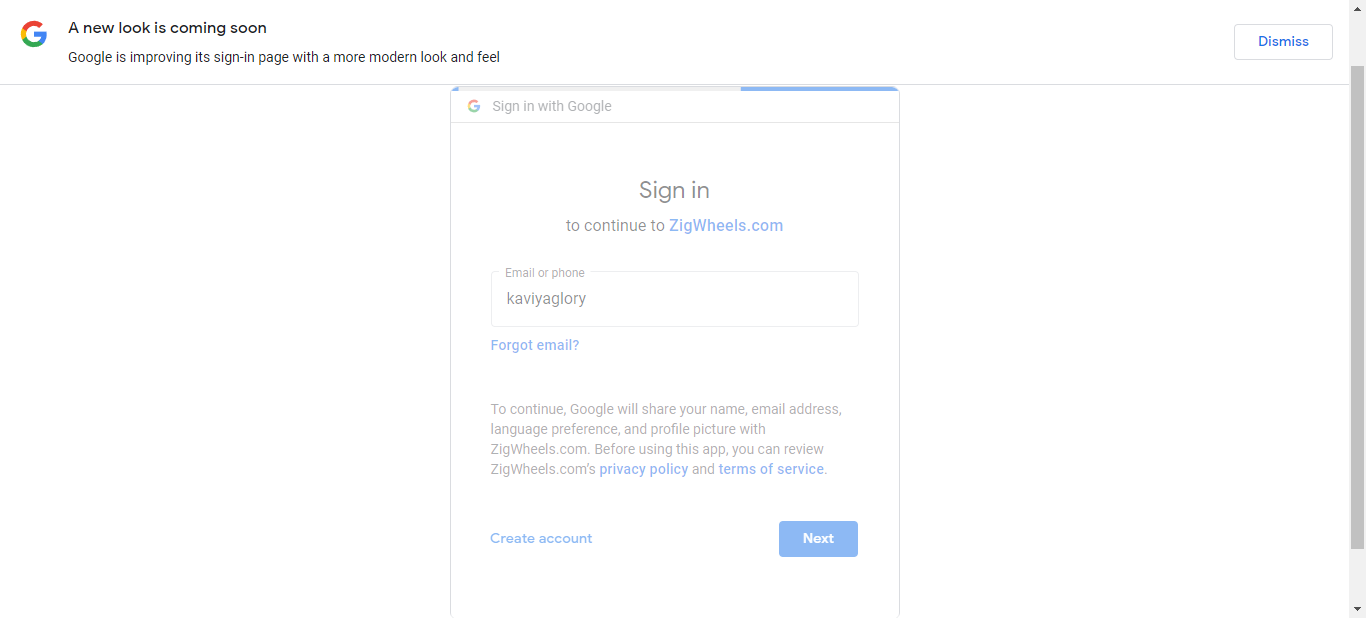 A new look is coming soon
Google is improving its sign-in page with a more modern look and feel
Dismiss
Sign in with Google
Sign in
to continue to ZigWheels.com
Email or phone
kaviyaglory
Forgot email?
To continue, Google will share your name, email address,
language preference, and profile picture with
ZigWheels.com. Before using this app, you can review
ZigWheels.com's privacy policy and terms of service.
Create account
Next